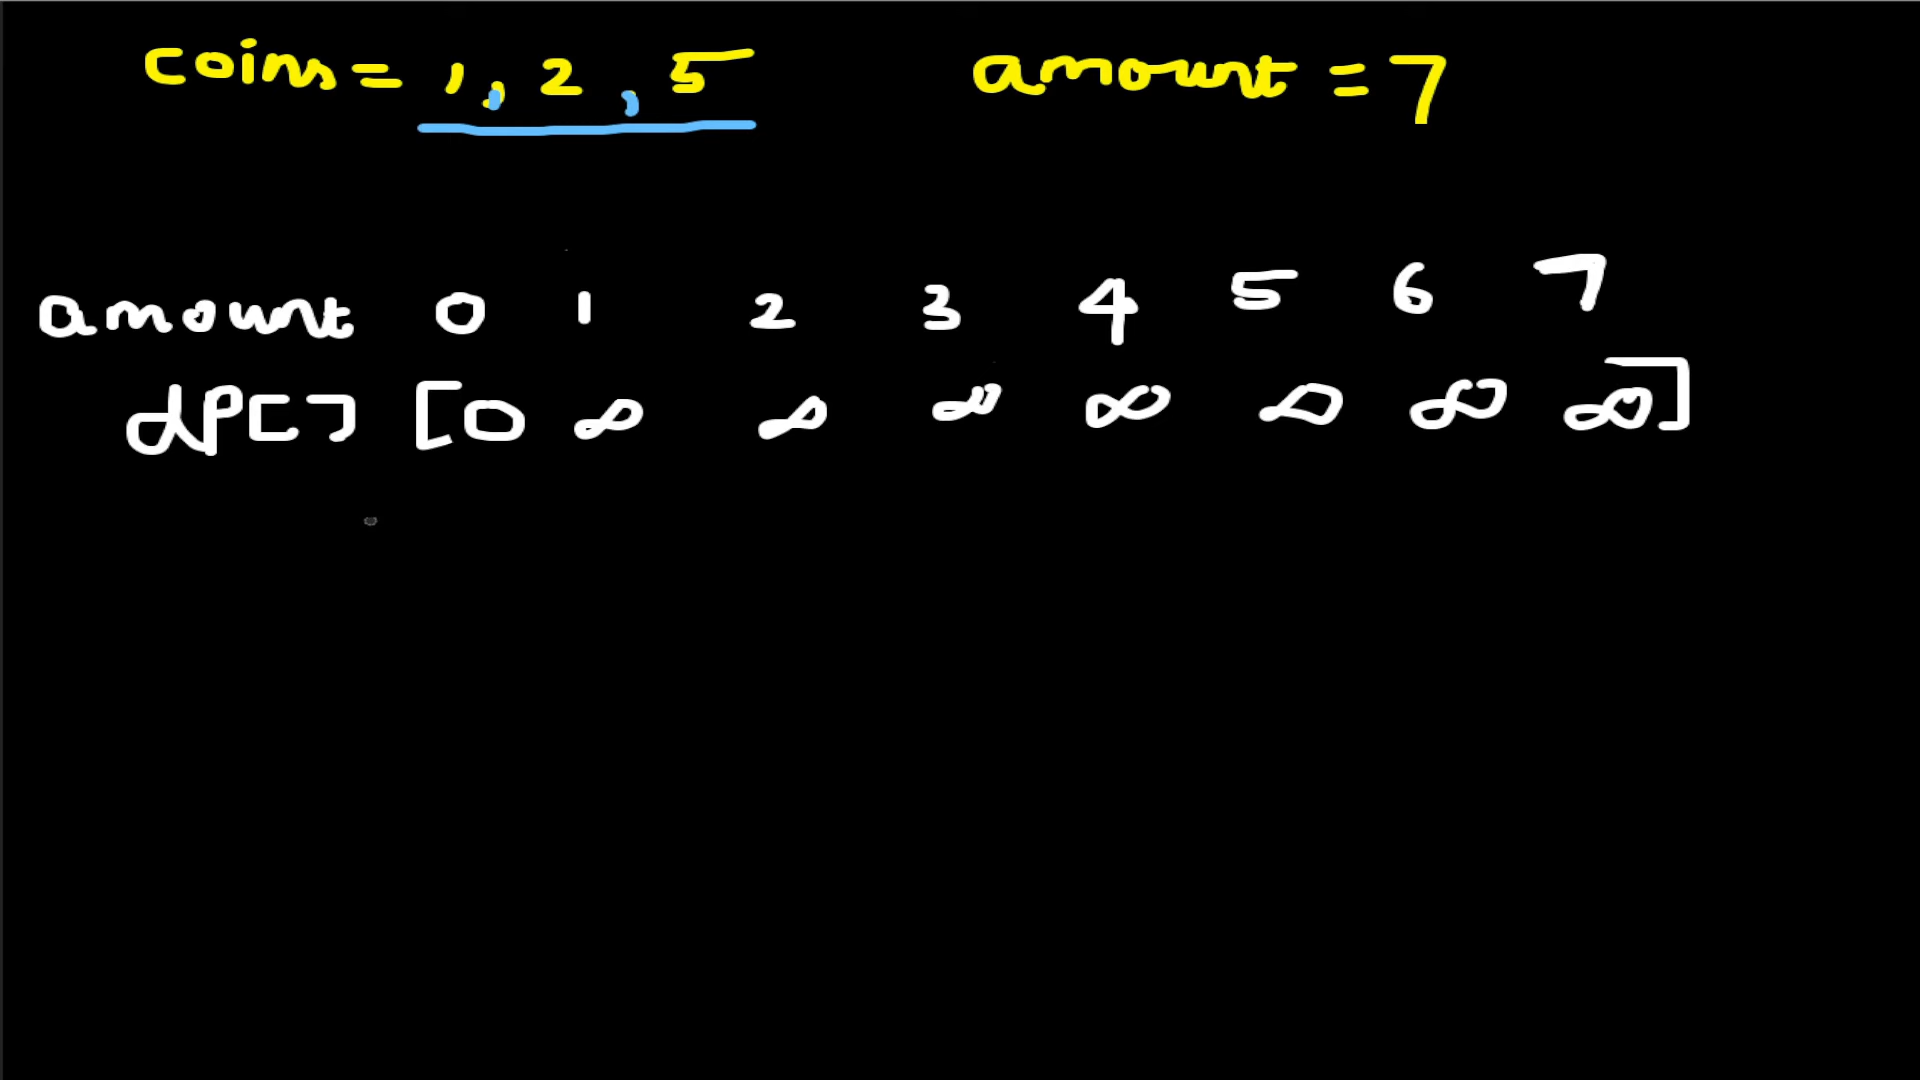 coins = 1, 2, 5 amount = 7
amount 0 1 2 3 4 5 6 7
dp[] [0 ∞ ∞ ∞ ∞ ∞ ∞ ∞]